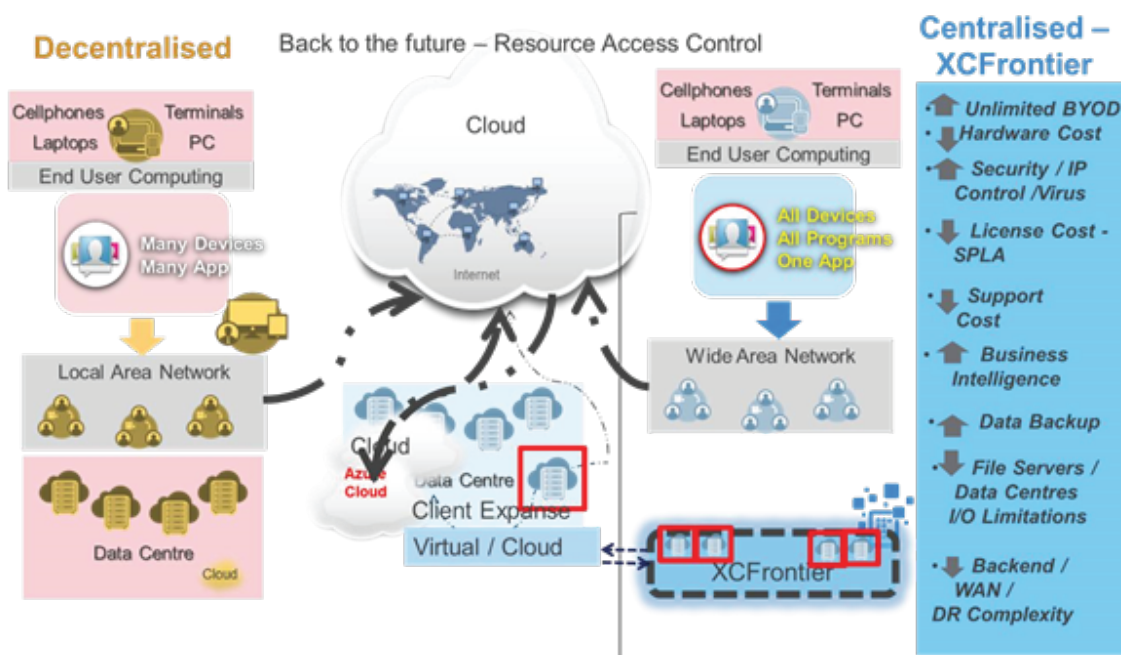 Decentralised
Back to the future – Resource Access Control
Centralised –
XCFrontier
Cellphones
Terminals
Laptops
PC
End User Computing
Many Devices
Many App
Local Area Network
Data Centre
Cloud
Cloud
Internet
Cloud
Azure
Cloud
Data Centre
Client Expanse
Virtual / Cloud
Cellphones
Terminals
Laptops
PC
End User Computing
All Devices
All Programs
One App
Wide Area Network
XCFrontier
• Unlimited BYOD
• Hardware Cost
• Security / IP
Control /Virus
• License Cost -
SPLA
• Support
Cost
• Business
Intelligence
• Data Backup
• File Servers /
Data Centres
I/O Limitations
• Backend /
WAN /
DR Complexity